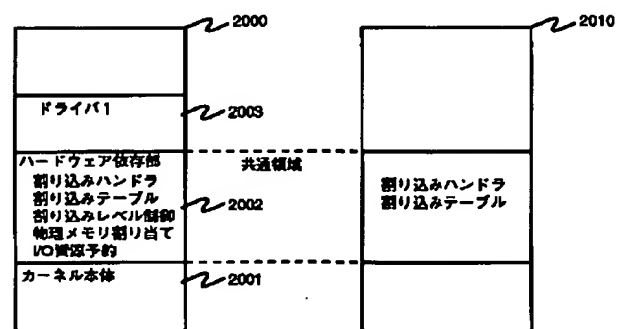 2000
2010
ドライバ1
2003
ハードウェア依存部
割り込みハンドラ
割り込みテーブル
割り込みレベル制御
物理メモリ割り当て
I/O資源予約
2002
共通領域
割り込みハンドラ
割り込みテーブル
カーネル本体
2001